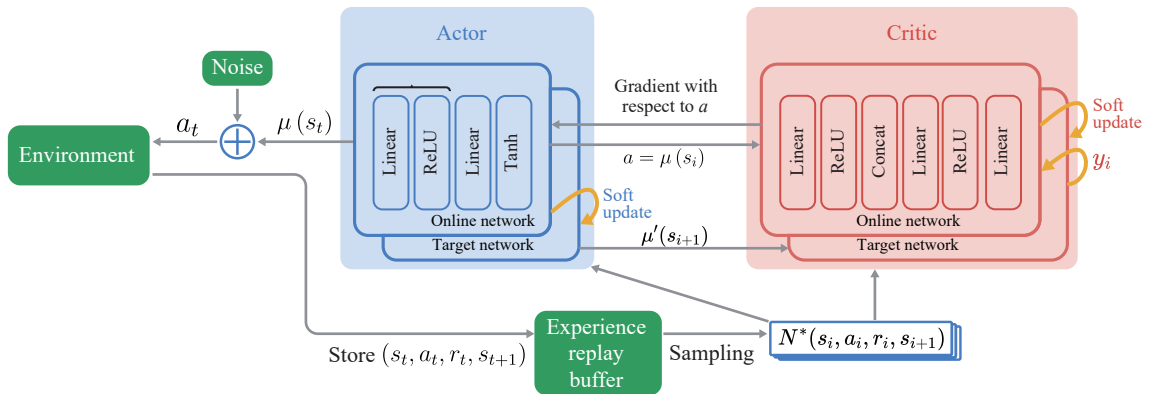 Actor
Critic
Noise
Environment
a_t
μ (s_t)
Linear
ReLU
Linear
Tanh
Online network
Target network
Soft
update
Gradient with
respect to a
a = μ (s_i)
μ′(s_{i+1})
Linear
ReLU
Concat
Linear
ReLU
Linear
Online network
Target network
Soft
update
y_i
Store (s_t, a_t, r_t, s_{t+1})
Experience
replay
buffer
Sampling
N*(s_i, a_i, r_i, s_{i+1})